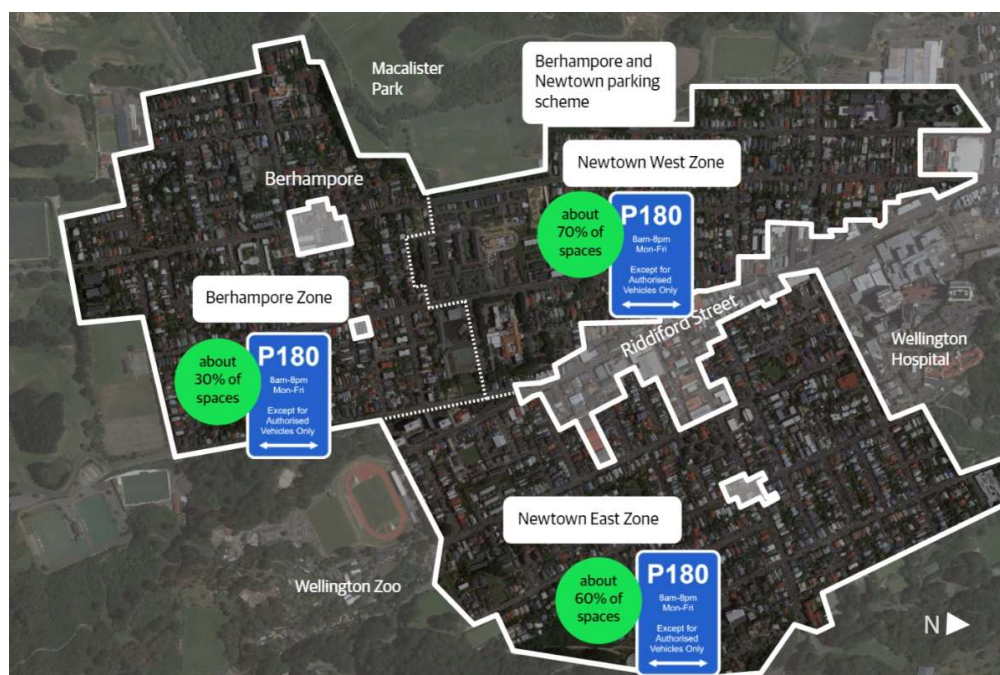 Macalister
Park
Berhampore and
Newtown parking
scheme
Newtown West Zone
about
70% of
spaces
P180
8am-8pm
Mon-Fri
Except for
Authorised
Vehicles Only
Berhampore
Berhampore Zone
about
30% of
spaces
P180
8am-8pm
Mon-Fri
Except for
Authorised
Vehicles Only
Riddiford Street
Wellington
Hospital
Newtown East Zone
about
60% of
spaces
P180
8am-8pm
Mon-Fri
Except for
Authorised
Vehicles Only
Wellington Zoo
N